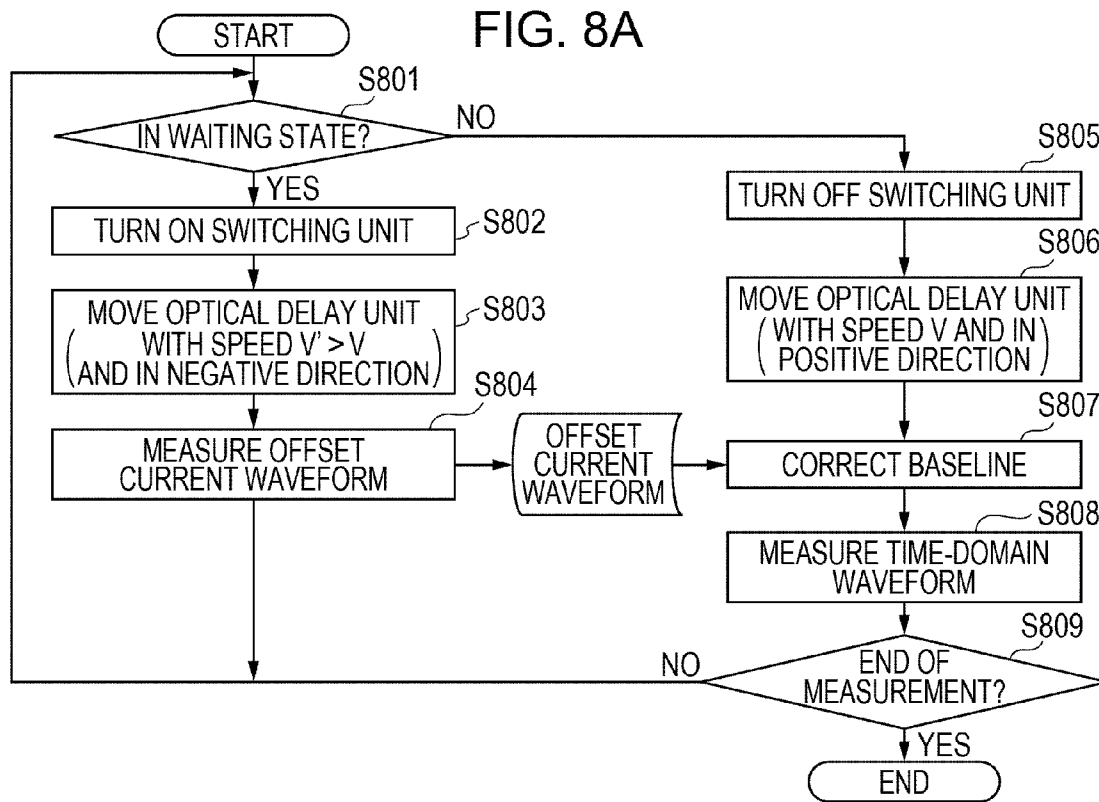 FIG. 8A
START
S801
IN WAITING STATE?
NO
YES
S802
TURN ON SWITCHING UNIT
S803
MOVE OPTICAL DELAY UNIT
(WITH SPEED V' > V
AND IN NEGATIVE DIRECTION)
S804
MEASURE OFFSET
CURRENT WAVEFORM
OFFSET
CURRENT
WAVEFORM
S805
TURN OFF SWITCHING UNIT
S806
MOVE OPTICAL DELAY UNIT
(WITH SPEED V AND IN
POSITIVE DIRECTION)
S807
CORRECT BASELINE
S808
MEASURE TIME-DOMAIN
WAVEFORM
S809
NO
END OF
MEASUREMENT?
YES
END